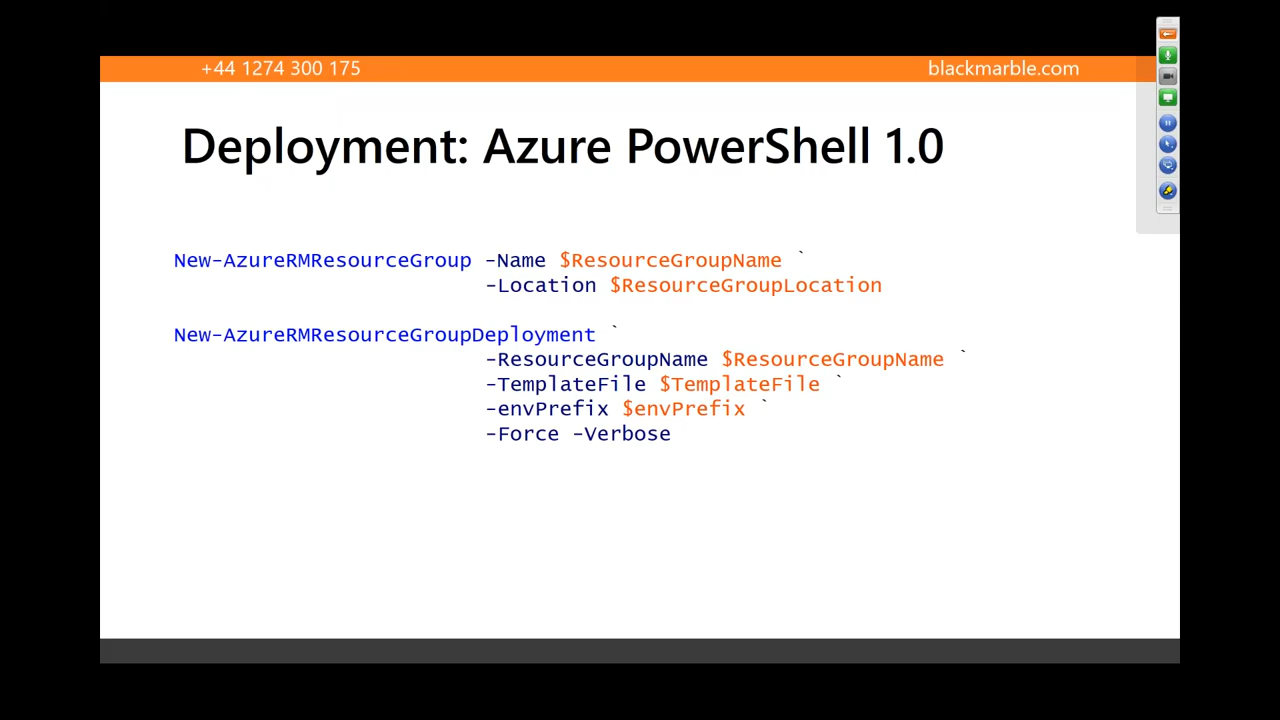 +44 1274 300 175 blackmarble.com
Deployment: Azure PowerShell 1.0
New-AzureRMResourceGroup -Name $ResourceGroupName `
-Location $ResourceGroupLocation
New-AzureRMResourceGroupDeployment `
-ResourceGroupName $ResourceGroupName `
-TemplateFile $TemplateFile `
-envPrefix $envPrefix `
-Force -Verbose